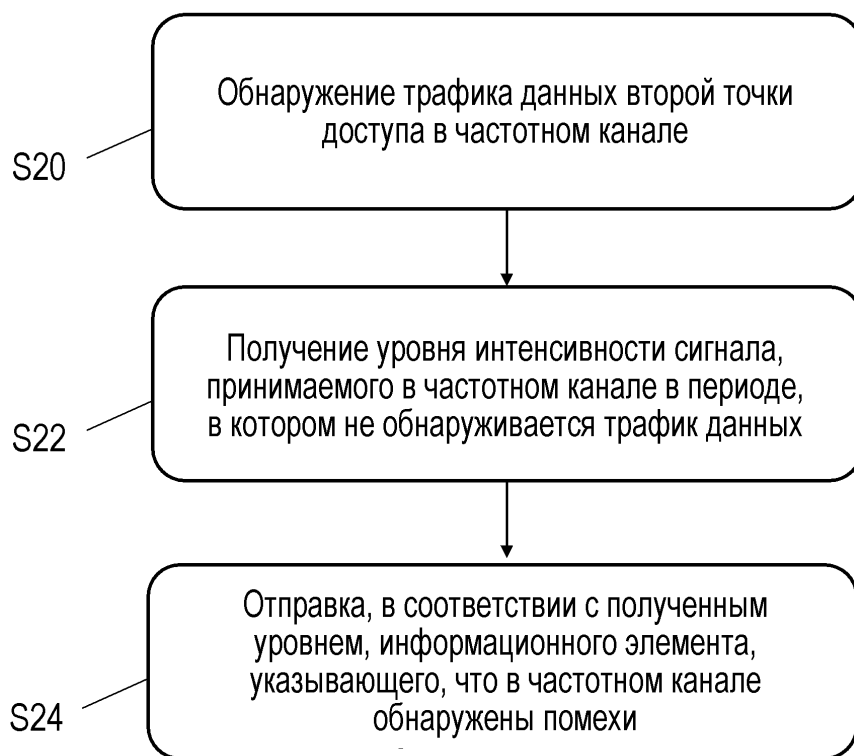 Обнаружение трафика данных второй точки
доступа в частотном канале
S20
Получение уровня интенсивности сигнала,
принимаемого в частотном канале в периоде,
в котором не обнаруживается трафик данных
S22
Отправка, в соответствии с полученным
уровнем, информационного элемента,
указывающего, что в частотном канале
обнаружены помехи
S24